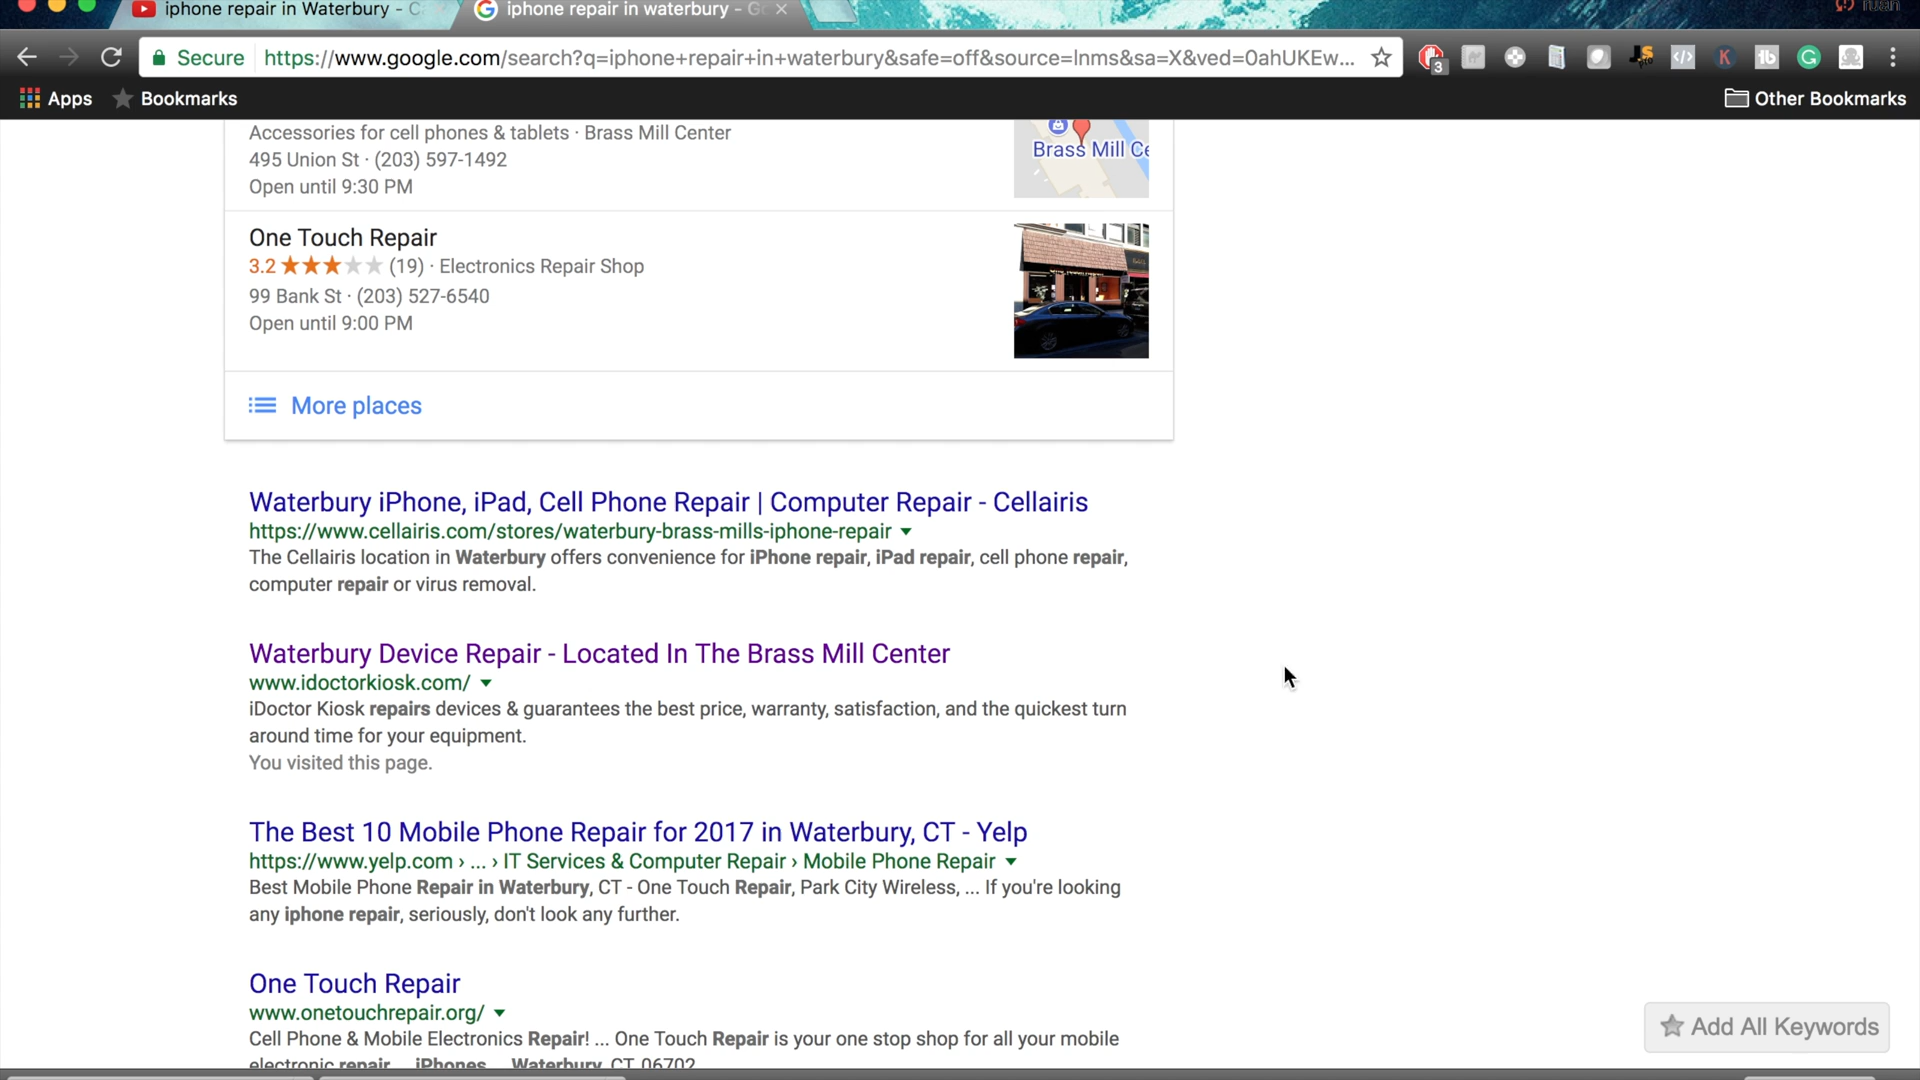 iphone repair in Waterbury - C
iphone repair in waterbury - G
ruan
Secure https://www.google.com/search?q=iphone+repair+in+waterbury&safe=off&source=lnms&sa=X&ved=0ahUKEw...
3
Apps Bookmarks Other Bookmarks
Accessories for cell phones & tablets · Brass Mill Center
495 Union St · (203) 597-1492
Open until 9:30 PM
Brass Mill Ce
One Touch Repair
3.2 (19) · Electronics Repair Shop
99 Bank St · (203) 527-6540
Open until 9:00 PM
More places
Waterbury iPhone, iPad, Cell Phone Repair | Computer Repair - Cellairis
https://www.cellairis.com/stores/waterbury-brass-mills-iphone-repair
The Cellairis location in Waterbury offers convenience for iPhone repair, iPad repair, cell phone repair,
computer repair or virus removal.
Waterbury Device Repair - Located In The Brass Mill Center
www.idoctorkiosk.com/
iDoctor Kiosk repairs devices & guarantees the best price, warranty, satisfaction, and the quickest turn
around time for your equipment.
You visited this page.
The Best 10 Mobile Phone Repair for 2017 in Waterbury, CT - Yelp
https://www.yelp.com › ... › IT Services & Computer Repair › Mobile Phone Repair
Best Mobile Phone Repair in Waterbury, CT - One Touch Repair, Park City Wireless, ... If you're looking
any iphone repair, seriously, don't look any further.
One Touch Repair
www.onetouchrepair.org/
Cell Phone & Mobile Electronics Repair! ... One Touch Repair is your one stop shop for all your mobile
electronic repair ... iPhones ... Waterbury, CT 06702
Add All Keywords